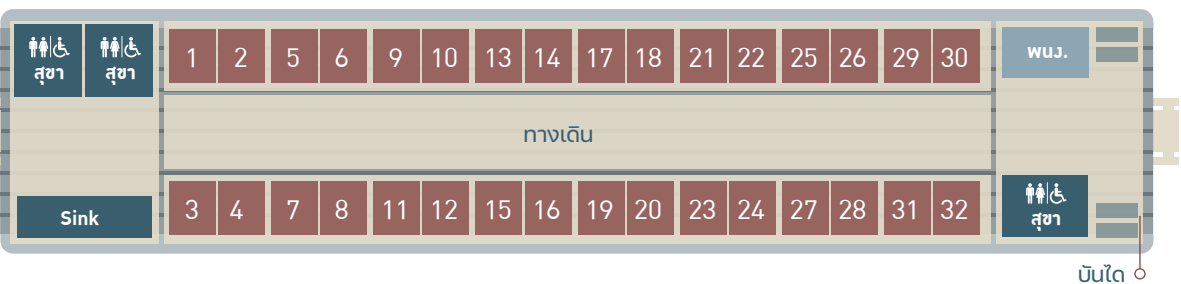 สุขา สุขา
1 2 5 6 9 10 13 14 17 18 21 22 25 26 29 30
พนง.
ทางเดิน
Sink
3 4 7 8 11 12 15 16 19 20 23 24 27 28 31 32
สุขา
บันได